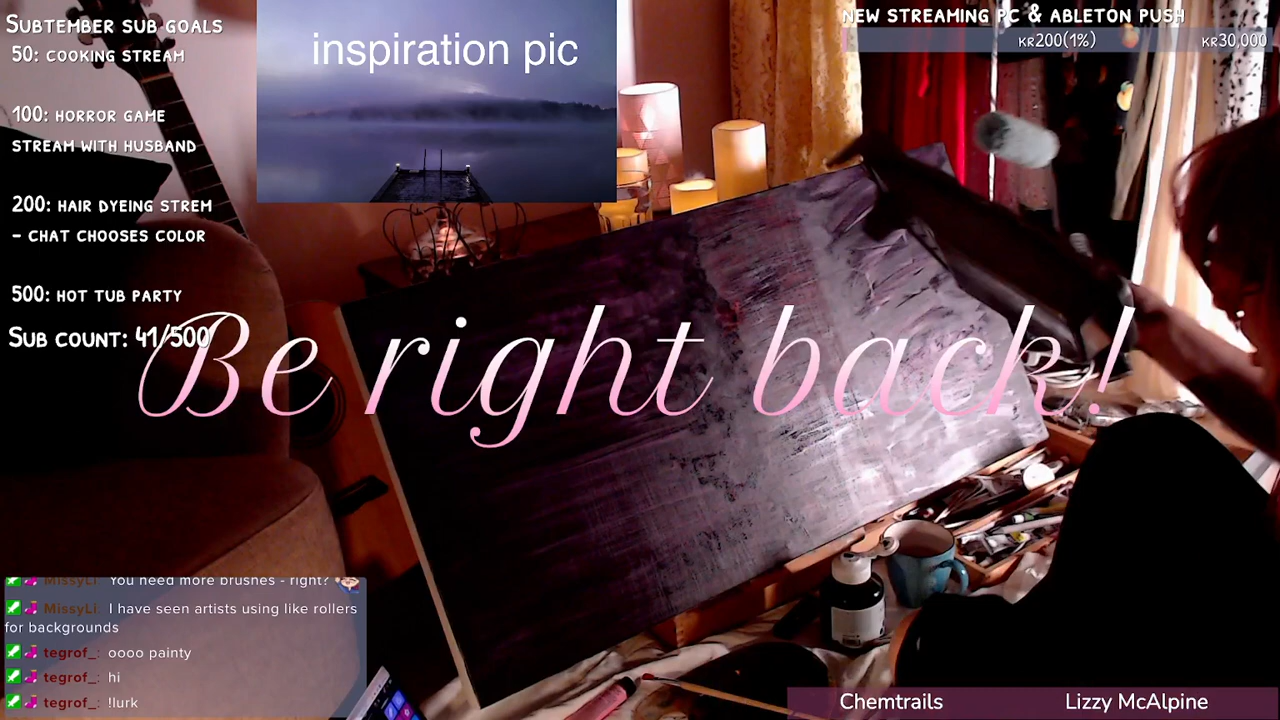 Subtember sub goals
50: cooking stream
100: horror game
stream with husband
200: hair dyeing strem
- chat chooses color
500: hot tub party
Sub count: 41/500
inspiration pic
new streaming pc & ableton push
kr200(1%)
kr30,000
Be right back!
MissyLi: You need more brushes - right?
MissyLi: I have seen artists using like rollers
for backgrounds
tegrof_: oooo painty
tegrof_: hi
tegrof_: !lurk
Chemtrails
Lizzy McAlpine